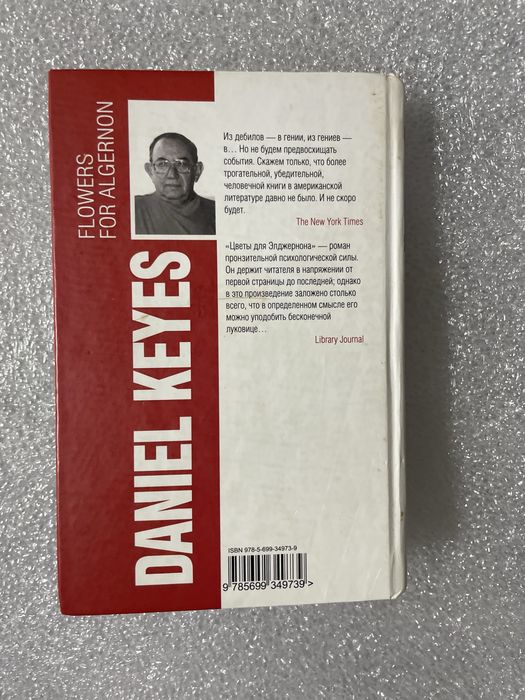 FLOWERS
FOR ALGERNON
DANIEL KEYES
Из дебилов — в гении, из гениев —
в... Но не будем предвосхищать
события. Скажем только, что более
трогательной, убедительной,
человечной книги в американской
литературе давно не было. И не скоро
будет.
The New York Times
«Цветы для Элджернона» — роман
пронзительной психологической силы.
Он держит читателя в напряжении от
первой страницы до последней; однако
в это произведение заложено столько
всего, что в определенном смысле его
можно уподобить бесконечной
луковице...
Library Journal
ISBN 978-5-699-34973-9
9 785699 349739>